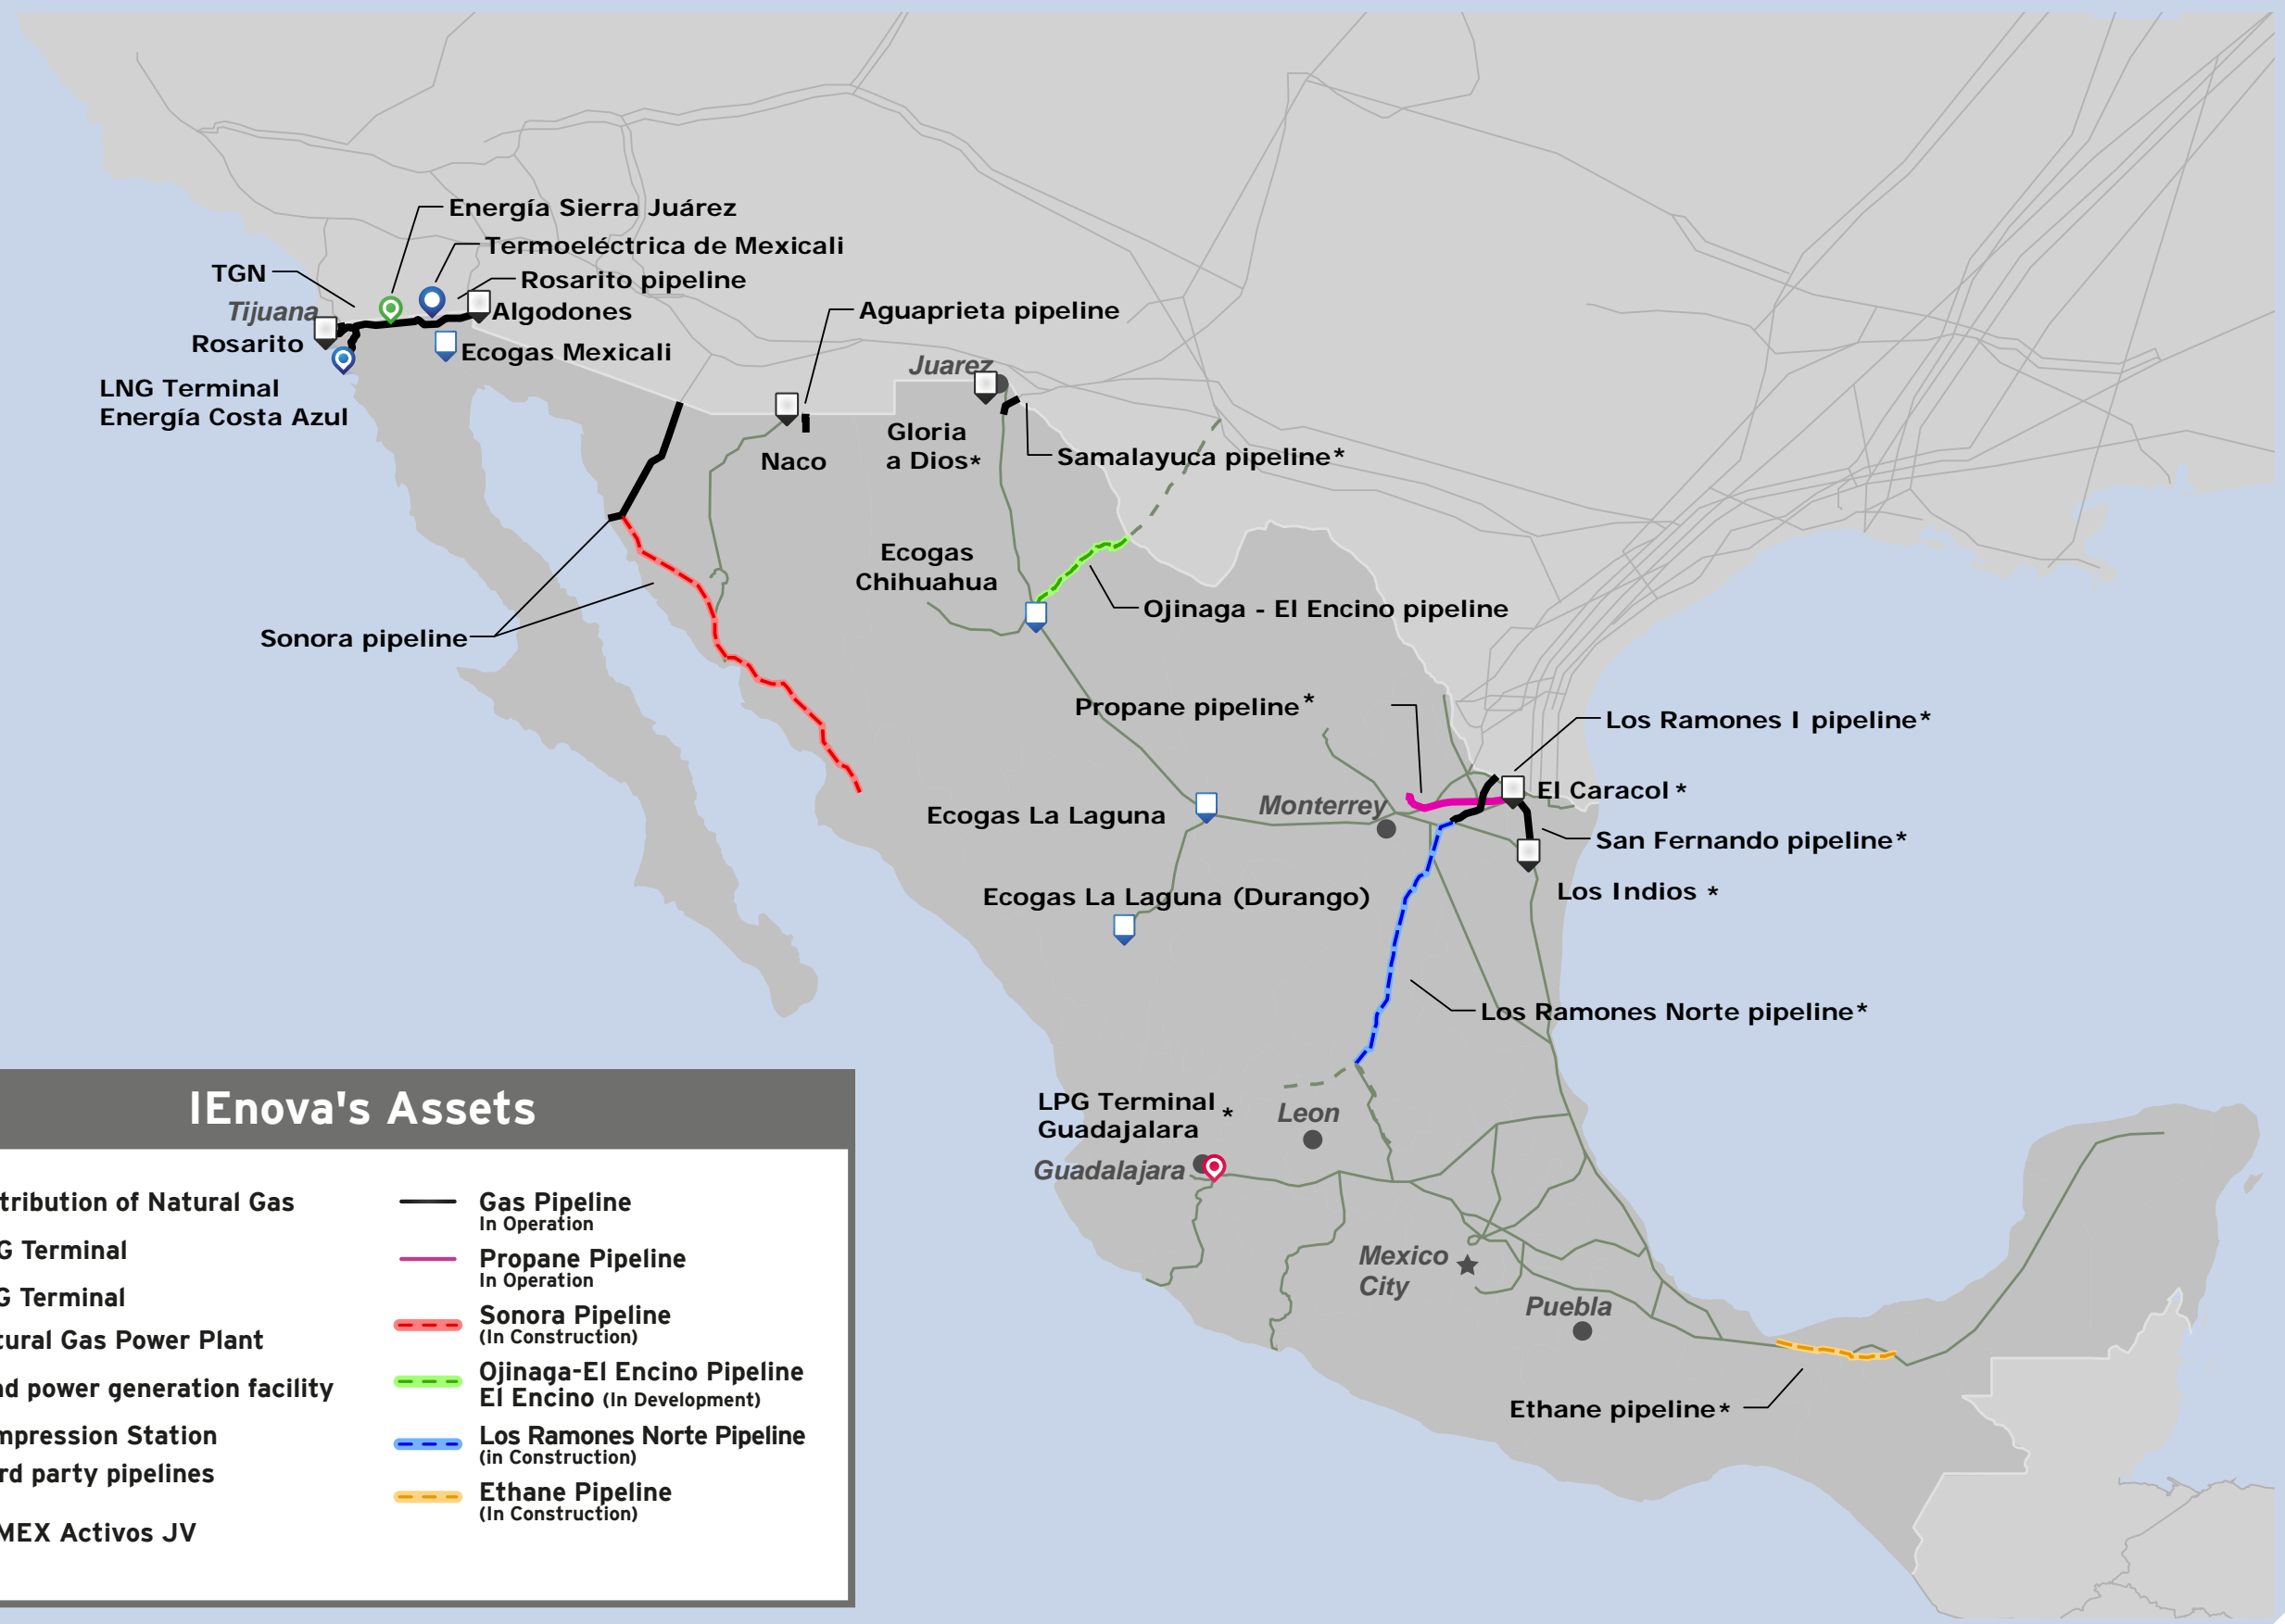 Energía Sierra Juárez
Termoeléctrica de Mexicali
TGN
Rosarito pipeline
Tijuana
Algodones
Aguaprieta pipeline
Rosarito
Ecogas Mexicali
Juarez
LNG Terminal
Energía Costa Azul
Gloria
a Dios*
Naco
Samalayuca pipeline*
Ecogas
Chihuahua
Ojinaga - El Encino pipeline
Sonora pipeline
Propane pipeline*
Los Ramones I pipeline*
El Caracol *
Ecogas La Laguna
Monterrey
San Fernando pipeline*
Ecogas La Laguna (Durango)
Los Indios *
Los Ramones Norte pipeline*
LPG Terminal *
Guadajalara
Leon
Guadalajara
Mexico
City
Puebla
Ethane pipeline*
IEnova's Assets
tribution of Natural Gas
G Terminal
G Terminal
tural Gas Power Plant
nd power generation facility
mpression Station
rd party pipelines
MEX Activos JV
Gas Pipeline
In Operation
Propane Pipeline
In Operation
Sonora Pipeline
(In Construction)
Ojinaga-El Encino Pipeline
El Encino (In Development)
Los Ramones Norte Pipeline
(in Construction)
Ethane Pipeline
(In Construction)